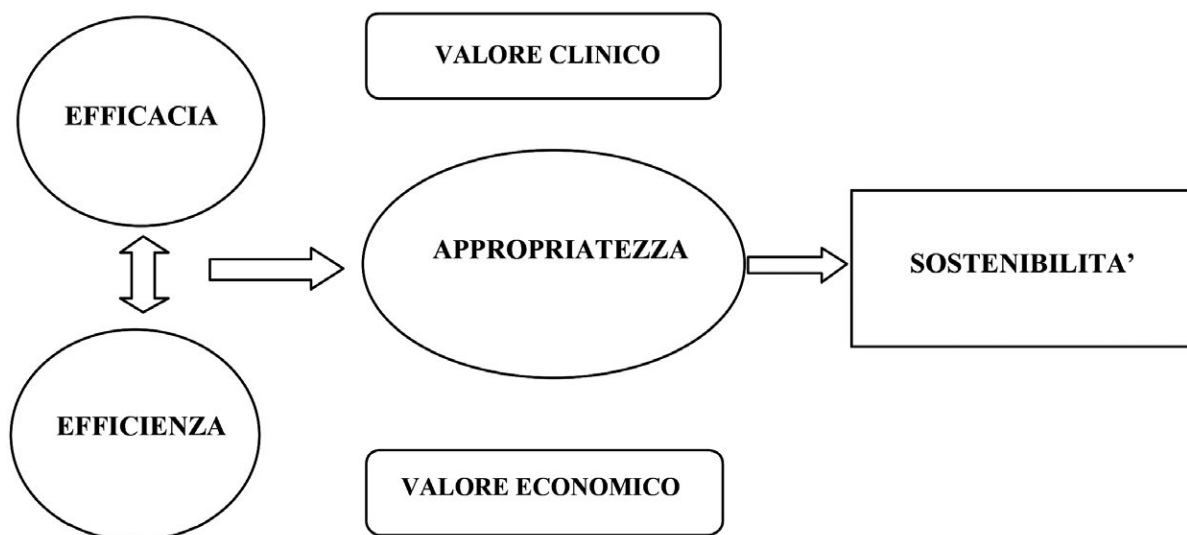 VALORE CLINICO
EFFICACIA
APPROPRIATEZZA
SOSTENIBILITA’
EFFICIENZA
VALORE ECONOMICO